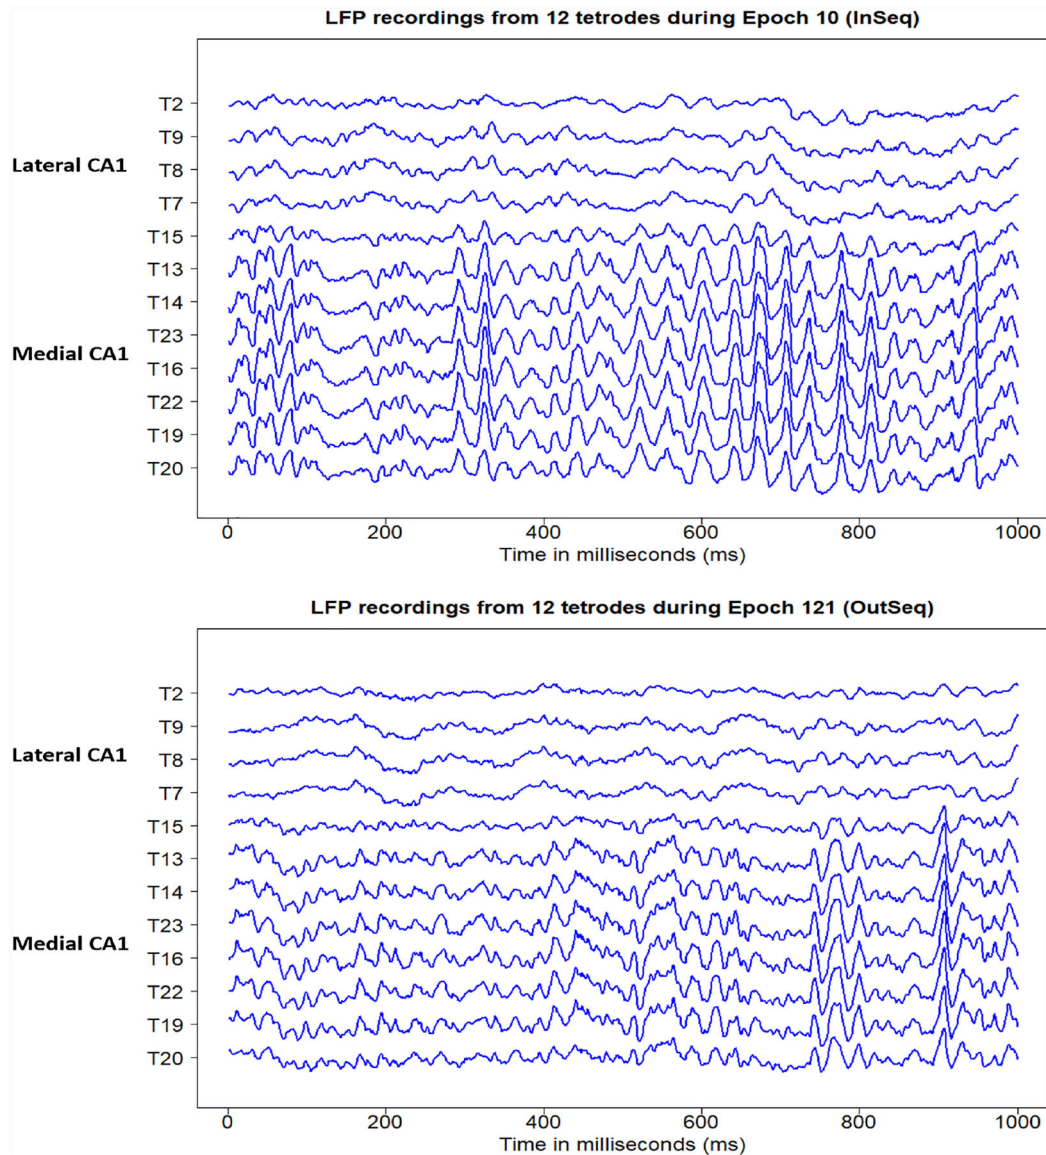 LFP recordings from 12 tetrodes during Epoch 10 (InSeq)
T2
T9
Lateral CA1
T8
T7
T15
T13
T14
T23
Medial CA1
T16
T22
T19
T20
0 200 400 600 800 1000
Time in milliseconds (ms)
LFP recordings from 12 tetrodes during Epoch 121 (OutSeq)
T2
T9
Lateral CA1
T8
T7
T15
T13
T14
T23
Medial CA1
T16
T22
T19
T20
0 200 400 600 800 1000
Time in milliseconds (ms)